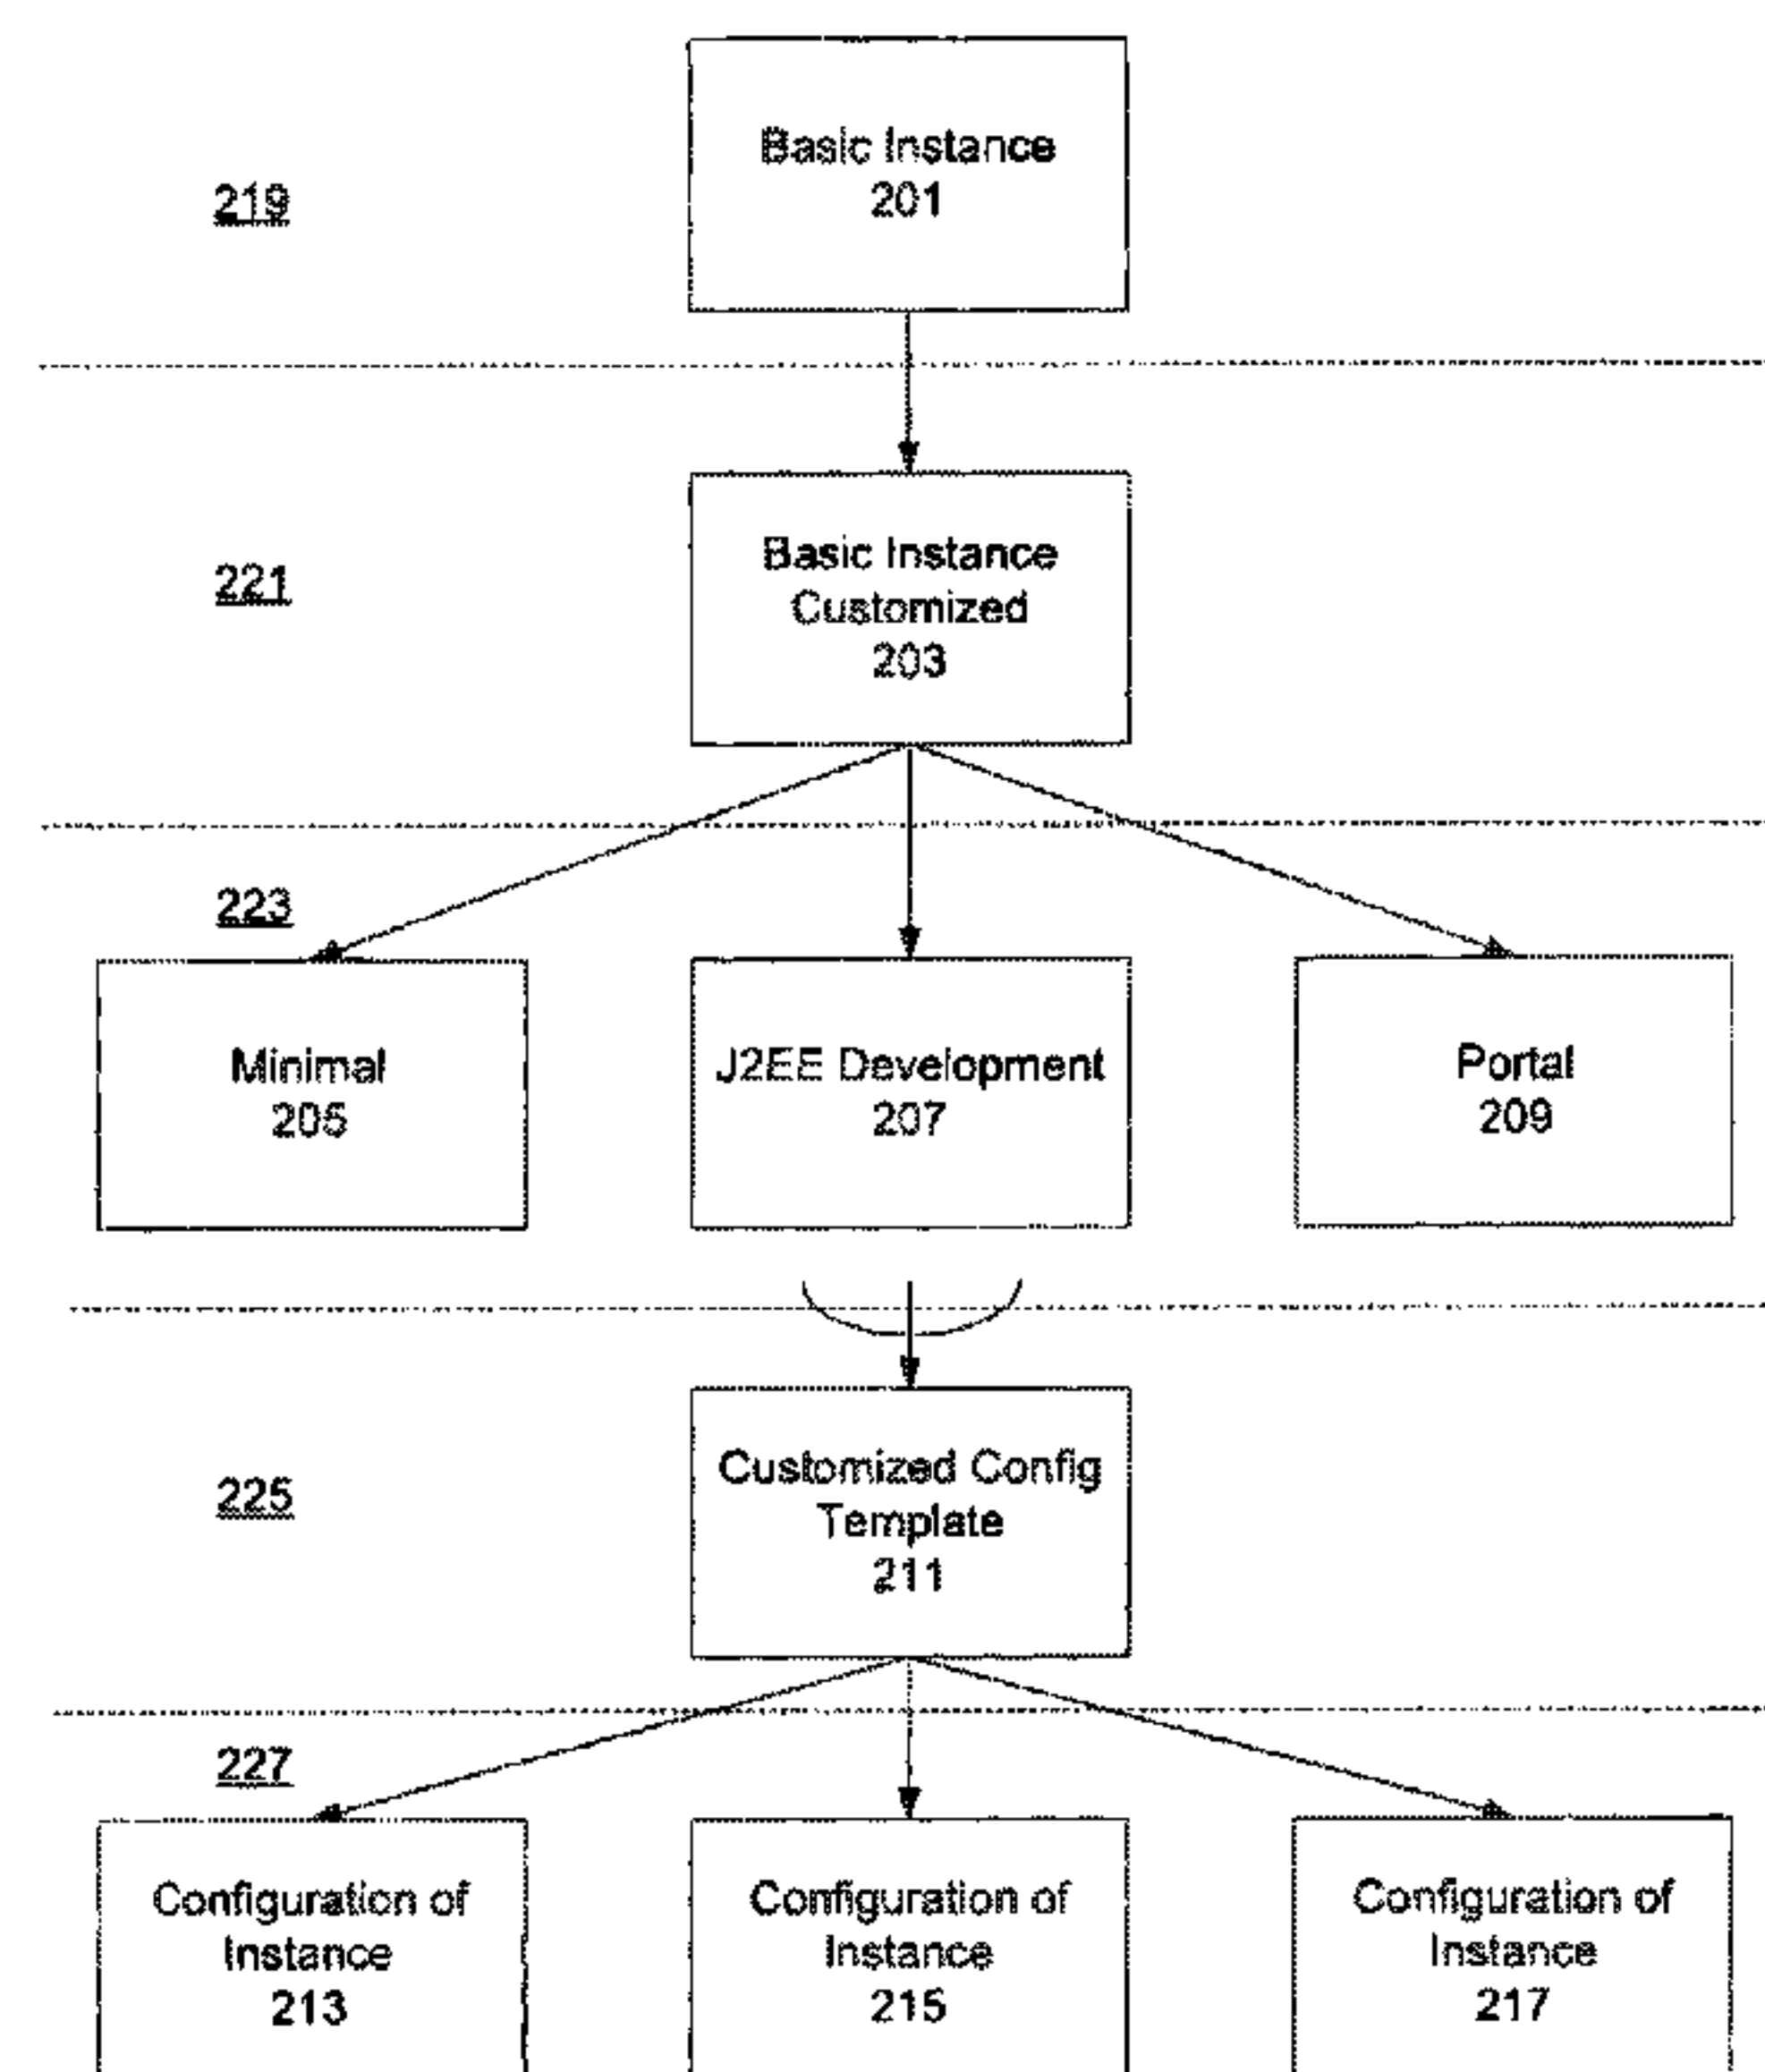 Basic Instance
201
219
Basic Instance
Customized
203
221
223
Minimal
205
J2EE Development
207
Portal
209
Customized Config
Template
211
225
227
Configuration of
Instance
213
Configuration of
Instance
215
Configuration of
Instance
217